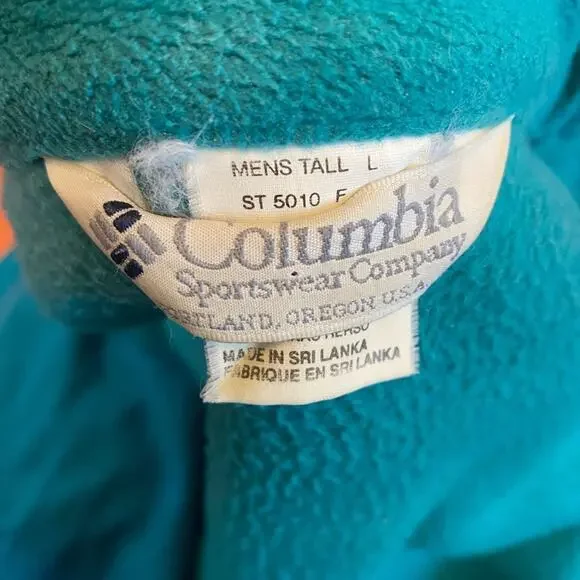 MENS TALL L
ST 5010
Columbia
Sportswear Company
PORTLAND, OREGON U.S.A.
MADE IN SRI LANKA
FABRIQUE EN SRI LANKA